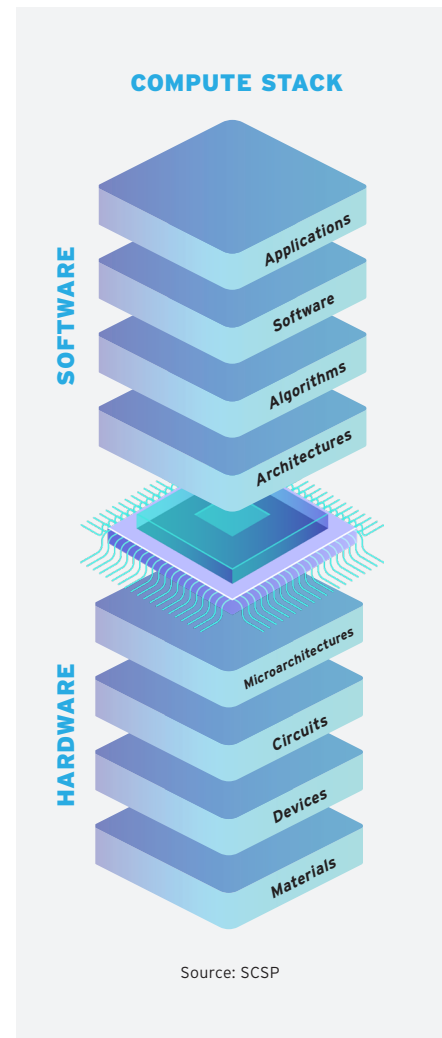 COMPUTE STACK
SOFTWARE
Applications
Software
Algorithms
Architectures
HARDWARE
Microarchitectures
Circuits
Devices
Materials
Source: SCSP